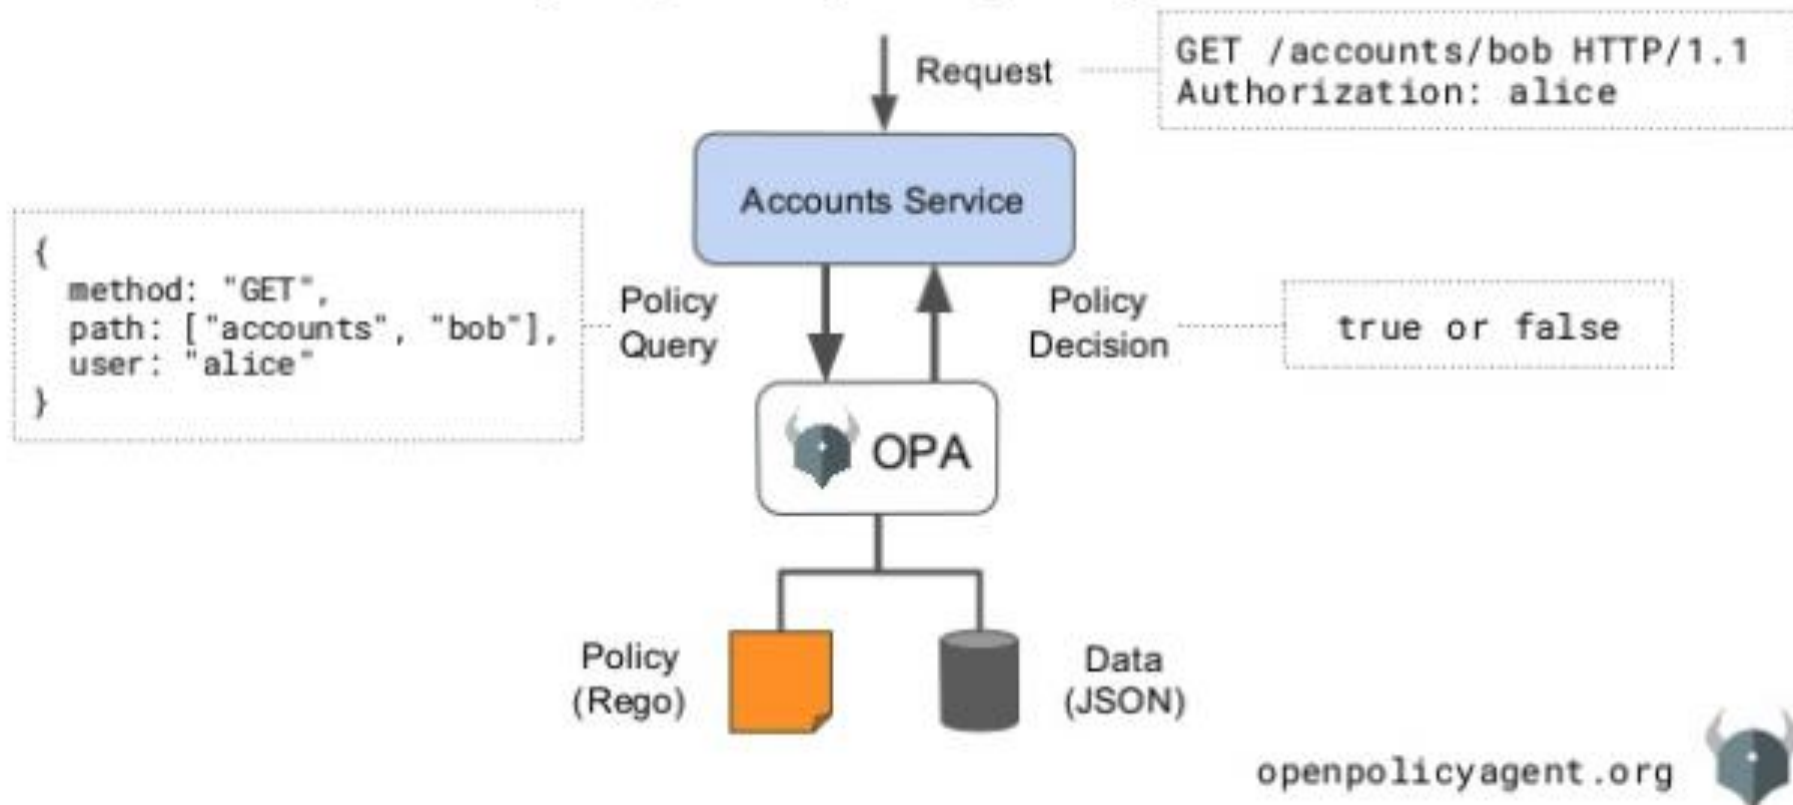 Request
GET /accounts/bob HTTP/1.1
Authorization: alice
Accounts Service
{
method: "GET",
path: ["accounts", "bob"],
user: "alice"
}
Policy
Query
Policy
Decision
true or false
OPA
Policy
(Rego)
Data
(JSON)
openpolicyagent.org